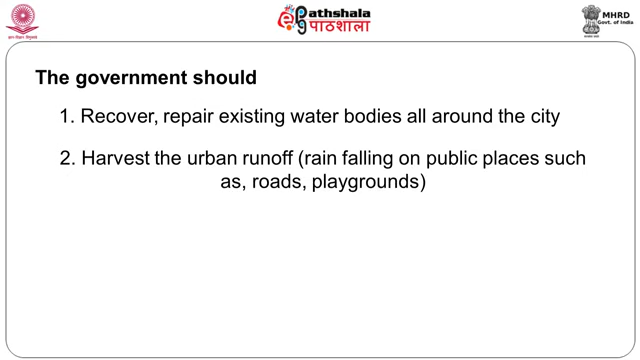 Pathshala
पाठशाला
MHRD
Govt. of India
The government should
1. Recover, repair existing water bodies all around the city
2. Harvest the urban runoff (rain falling on public places such
as, roads, playgrounds)